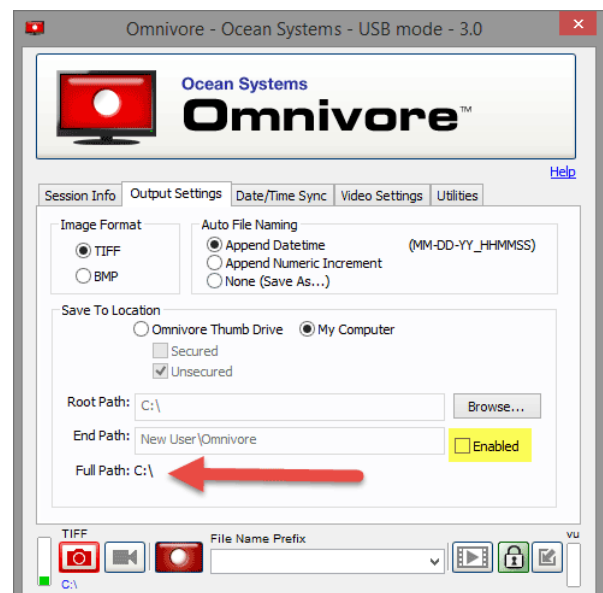 Omnivore - Ocean Systems - USB mode - 3.0
Ocean Systems
Omnivore™
Help
Session Info Output Settings Date/Time Sync Video Settings Utilities
Image Format
TIFF
BMP
Auto File Naming
Append Datetime (MM-DD-YY_HHMMSS)
Append Numeric Increment
None (Save As...)
Save To Location
Omnivore Thumb Drive My Computer
Secured
Unsecured
Root Path: C:\ Browse...
End Path: New User\Omnivore Enabled
Full Path: C:\
TIFF File Name Prefix vu
C:\